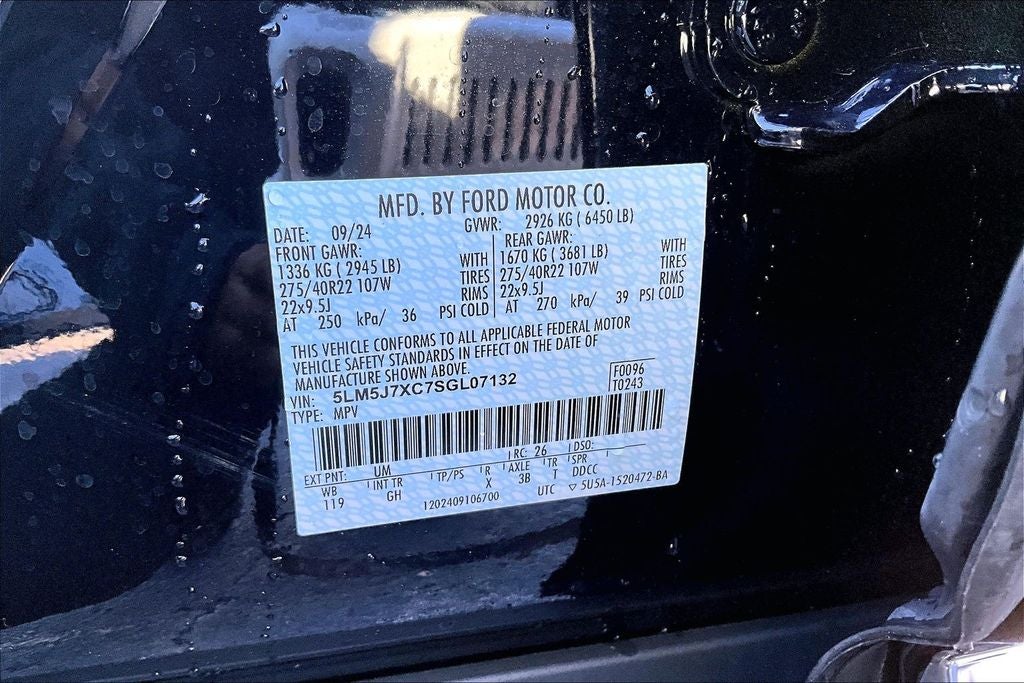 MFD. BY FORD MOTOR CO.
DATE: 09/24 GVWR: 2926 KG ( 6450 LB)
FRONT GAWR: REAR GAWR:
1336 KG ( 2945 LB) WITH 1670 KG ( 3681 LB) WITH
275/40R22 107W TIRES 275/40R22 107W TIRES
22x9.5J RIMS 22x9.5J RIMS
AT 250 kPa/ 36 PSI COLD AT 270 kPa/ 39 PSI COLD
THIS VEHICLE CONFORMS TO ALL APPLICABLE FEDERAL MOTOR
VEHICLE SAFETY STANDARDS IN EFFECT ON THE DATE OF
MANUFACTURE SHOWN ABOVE.
VIN: 5LM5J7XC7SGL07132 F0096
TYPE: MPV T0243
EXT PNT: UM RC: 26 DSO:
WB INT TR TP/PS R AXLE TR SPR
119 GH X 3B T DDCC
1202409106700 UTC ▽ 5U5A-1520472-BA